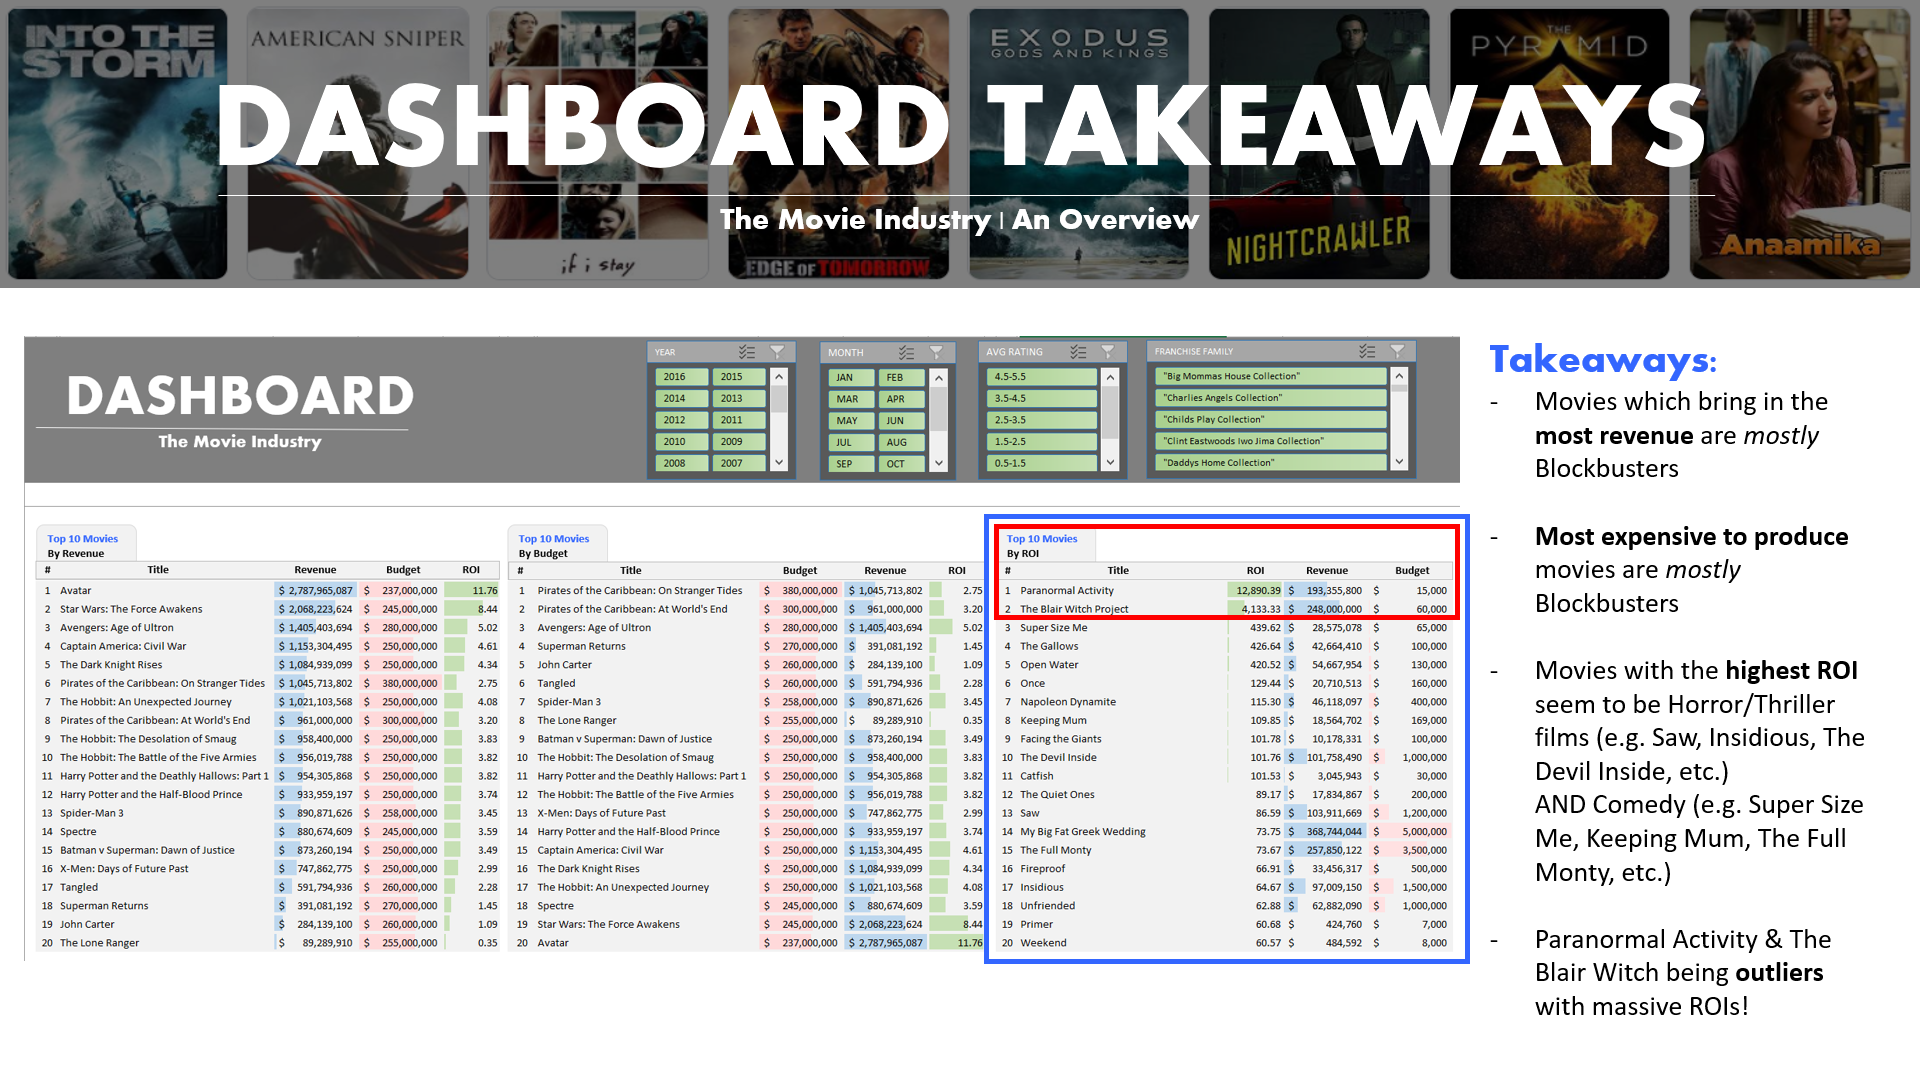 INTO THE
STORM
AMERICAN SNIPER
if i stay
EDGE OF TOMORROW
EXODUS
GODS AND KINGS
NIGHTCRAWLER
THE
PYRAMID
Anaamika
DASHBOARD TAKEAWAYS
The Movie Industry | An Overview
DASHBOARD
The Movie Industry
YEAR
2016 2015
2014 2013
2012 2011
2010 2009
2008 2007
MONTH
JAN FEB
MAR APR
MAY JUN
JUL AUG
SEP OCT
AVG RATING
4.5-5.5
3.5-4.5
2.5-3.5
1.5-2.5
0.5-1.5
FRANCHISE FAMILY
"Big Mommas House Collection"
"Charlies Angels Collection"
"Childs Play Collection"
"Clint Eastwoods Iwo Jima Collection"
"Daddys Home Collection"
Top 10 Movies
By Revenue
# Title Revenue Budget ROI
1 Avatar $ 2,787,965,087 $ 237,000,000 11.76
2 Star Wars: The Force Awakens $ 2,068,223,624 $ 245,000,000 8.44
3 Avengers: Age of Ultron $ 1,405,403,694 $ 280,000,000 5.02
4 Captain America: Civil War $ 1,153,304,495 $ 250,000,000 4.61
5 The Dark Knight Rises $ 1,084,939,099 $ 250,000,000 4.34
6 Pirates of the Caribbean: On Stranger Tides $ 1,045,713,802 $ 380,000,000 2.75
7 The Hobbit: An Unexpected Journey $ 1,021,103,568 $ 250,000,000 4.08
8 Pirates of the Caribbean: At World's End $ 961,000,000 $ 300,000,000 3.20
9 The Hobbit: The Desolation of Smaug $ 958,400,000 $ 250,000,000 3.83
10 The Hobbit: The Battle of the Five Armies $ 956,019,788 $ 250,000,000 3.82
11 Harry Potter and the Deathly Hallows: Part 1 $ 954,305,868 $ 250,000,000 3.82
12 Harry Potter and the Half-Blood Prince $ 933,959,197 $ 250,000,000 3.74
13 Spider-Man 3 $ 890,871,626 $ 258,000,000 3.45
14 Spectre $ 880,674,609 $ 245,000,000 3.59
15 Batman v Superman: Dawn of Justice $ 873,260,194 $ 250,000,000 3.49
16 X-Men: Days of Future Past $ 747,862,775 $ 250,000,000 2.99
17 Tangled $ 591,794,936 $ 260,000,000 2.28
18 Superman Returns $ 391,081,192 $ 270,000,000 1.45
19 John Carter $ 284,139,100 $ 260,000,000 1.09
20 The Lone Ranger $ 89,289,910 $ 255,000,000 0.35
Top 10 Movies
By Budget
# Title Budget Revenue ROI
1 Pirates of the Caribbean: On Stranger Tides $ 380,000,000 $ 1,045,713,802 2.75
2 Pirates of the Caribbean: At World's End $ 300,000,000 $ 961,000,000 3.20
3 Avengers: Age of Ultron $ 280,000,000 $ 1,405,403,694 5.02
4 Superman Returns $ 270,000,000 $ 391,081,192 1.45
5 John Carter $ 260,000,000 $ 284,139,100 1.09
6 Tangled $ 260,000,000 $ 591,794,936 2.28
7 Spider-Man 3 $ 258,000,000 $ 890,871,626 3.45
8 The Lone Ranger $ 255,000,000 $ 89,289,910 0.35
9 Batman v Superman: Dawn of Justice $ 250,000,000 $ 873,260,194 3.49
10 The Hobbit: The Desolation of Smaug $ 250,000,000 $ 958,400,000 3.83
11 Harry Potter and the Deathly Hallows: Part 1 $ 250,000,000 $ 954,305,868 3.82
12 The Hobbit: The Battle of the Five Armies $ 250,000,000 $ 956,019,788 3.82
13 X-Men: Days of Future Past $ 250,000,000 $ 747,862,775 2.99
14 Harry Potter and the Half-Blood Prince $ 250,000,000 $ 933,959,197 3.74
15 Captain America: Civil War $ 250,000,000 $ 1,153,304,495 4.61
16 The Dark Knight Rises $ 250,000,000 $ 1,084,939,099 4.34
17 The Hobbit: An Unexpected Journey $ 250,000,000 $ 1,021,103,568 4.08
18 Spectre $ 245,000,000 $ 880,674,609 3.59
19 Star Wars: The Force Awakens $ 245,000,000 $ 2,068,223,624 8.44
20 Avatar $ 237,000,000 $ 2,787,965,087 11.76
Top 10 Movies
By ROI
# Title ROI Revenue Budget
1 Paranormal Activity 12,890.39 $ 193,355,800 $ 15,000
2 The Blair Witch Project 4,133.33 $ 248,000,000 $ 60,000
3 Super Size Me 439.62 $ 28,575,078 $ 65,000
4 The Gallows 426.64 $ 42,664,410 $ 100,000
5 Open Water 420.52 $ 54,667,954 $ 130,000
6 Once 129.44 $ 20,710,513 $ 160,000
7 Napoleon Dynamite 115.30 $ 46,118,097 $ 400,000
8 Keeping Mum 109.85 $ 18,564,702 $ 169,000
9 Facing the Giants 101.78 $ 10,178,331 $ 100,000
10 The Devil Inside 101.76 $ 101,758,490 $ 1,000,000
11 Catfish 101.53 $ 3,045,943 $ 30,000
12 The Quiet Ones 89.17 $ 17,834,867 $ 200,000
13 Saw 86.59 $ 103,911,669 $ 1,200,000
14 My Big Fat Greek Wedding 73.75 $ 368,744,044 $ 5,000,000
15 The Full Monty 73.67 $ 257,850,122 $ 3,500,000
16 Fireproof 66.91 $ 33,456,317 $ 500,000
17 Insidious 64.67 $ 97,009,150 $ 1,500,000
18 Unfriended 62.88 $ 62,882,090 $ 1,000,000
19 Primer 60.68 $ 424,760 $ 7,000
20 Weekend 60.57 $ 484,592 $ 8,000
Takeaways:
- Movies which bring in the
most revenue are mostly
Blockbusters
- Most expensive to produce
movies are mostly
Blockbusters
- Movies with the highest ROI
seem to be Horror/Thriller
films (e.g. Saw, Insidious, The
Devil Inside, etc.)
AND Comedy (e.g. Super Size
Me, Keeping Mum, The Full
Monty, etc.)
- Paranormal Activity & The
Blair Witch being outliers
with massive ROIs!